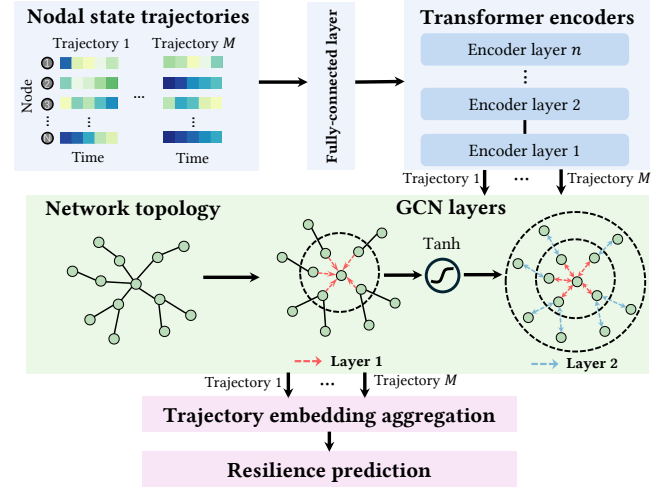 Nodal state trajectories
Trajectory 1
Trajectory M
Node
1
2
3
N
...
Time
Time
Fully-connected layer
Transformer encoders
Encoder layer n
Encoder layer 2
Encoder layer 1
Trajectory 1 ... Trajectory M
Network topology
GCN layers
Tanh
Layer 1
Layer 2
Trajectory 1 ... Trajectory M
Trajectory embedding aggregation
Resilience prediction